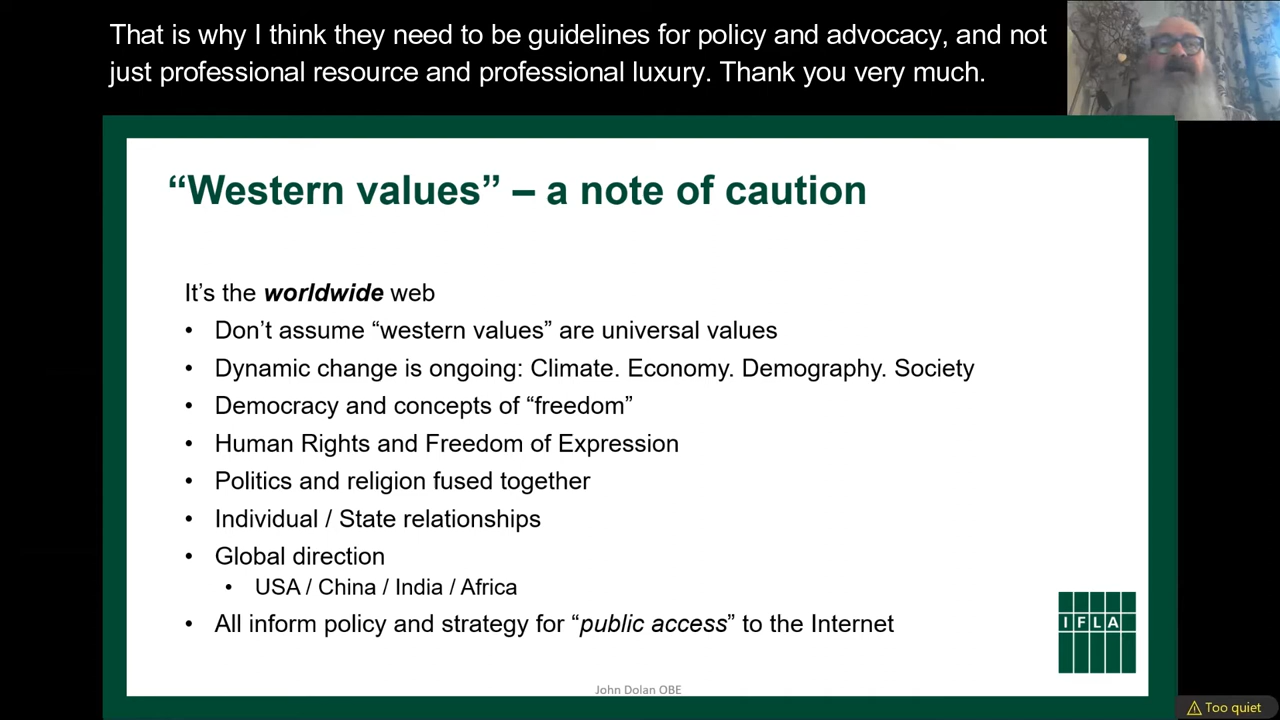 That is why I think they need to be guidelines for policy and advocacy, and not
just professional resource and professional luxury. Thank you very much.
“Western values” – a note of caution
It’s the worldwide web
• Don’t assume “western values” are universal values
• Dynamic change is ongoing: Climate. Economy. Demography. Society
• Democracy and concepts of “freedom”
• Human Rights and Freedom of Expression
• Politics and religion fused together
• Individual / State relationships
• Global direction
• USA / China / India / Africa
• All inform policy and strategy for “public access” to the Internet
IFLA
John Dolan OBE
Too quiet